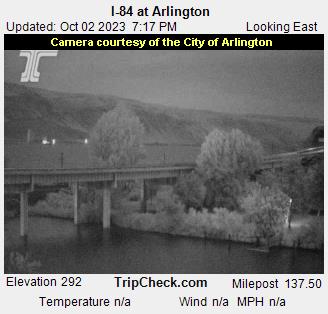 I-84 at Arlington
Updated: Oct 02 2023 7:17 PM Looking East
Camera courtesy of the City of Arlington
Elevation 292 TripCheck.com Milepost 137.50
Temperature n/a Wind n/a MPH n/a